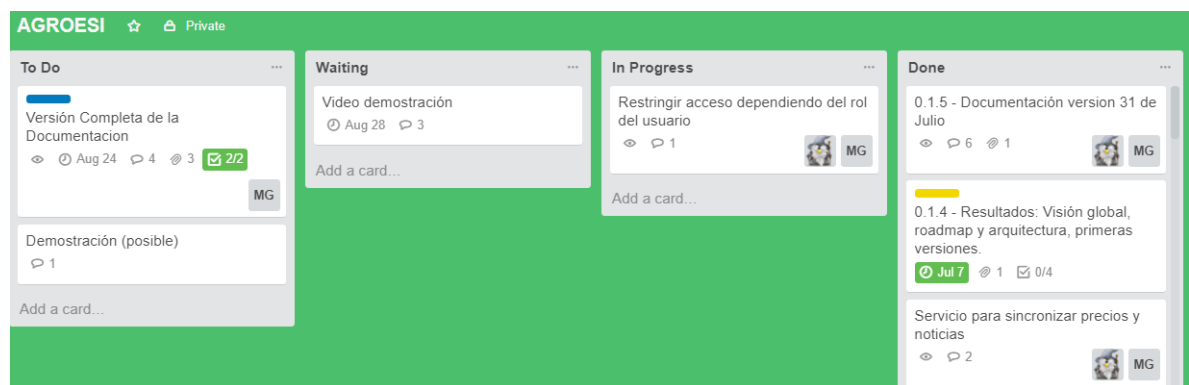 AGROESI
Private
To Do
Versión Completa de la
Documentacion
Aug 24
4
3
2/2
MG
Demostración (posible)
1
Add a card...
Waiting
Video demostración
Aug 28
3
Add a card...
In Progress
Restringir acceso dependiendo del rol
del usuario
1
MG
Add a card...
Done
0.1.5 - Documentación version 31 de
Julio
6
1
MG
0.1.4 - Resultados: Visión global,
roadmap y arquitectura, primeras
versiones.
Jul 7
1
0/4
Servicio para sincronizar precios y
noticias
2
MG